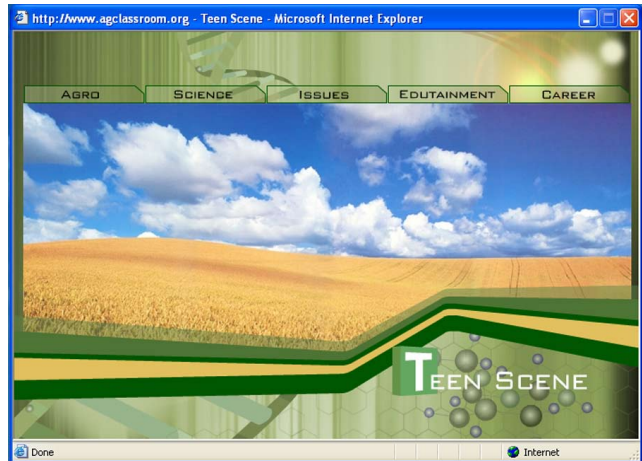 http://www.agclassroom.org - Teen Scene - Microsoft Internet Explorer
AGRO SCIENCE ISSUES EDUTAINMENT CAREER
TEEN SCENE
Done Internet